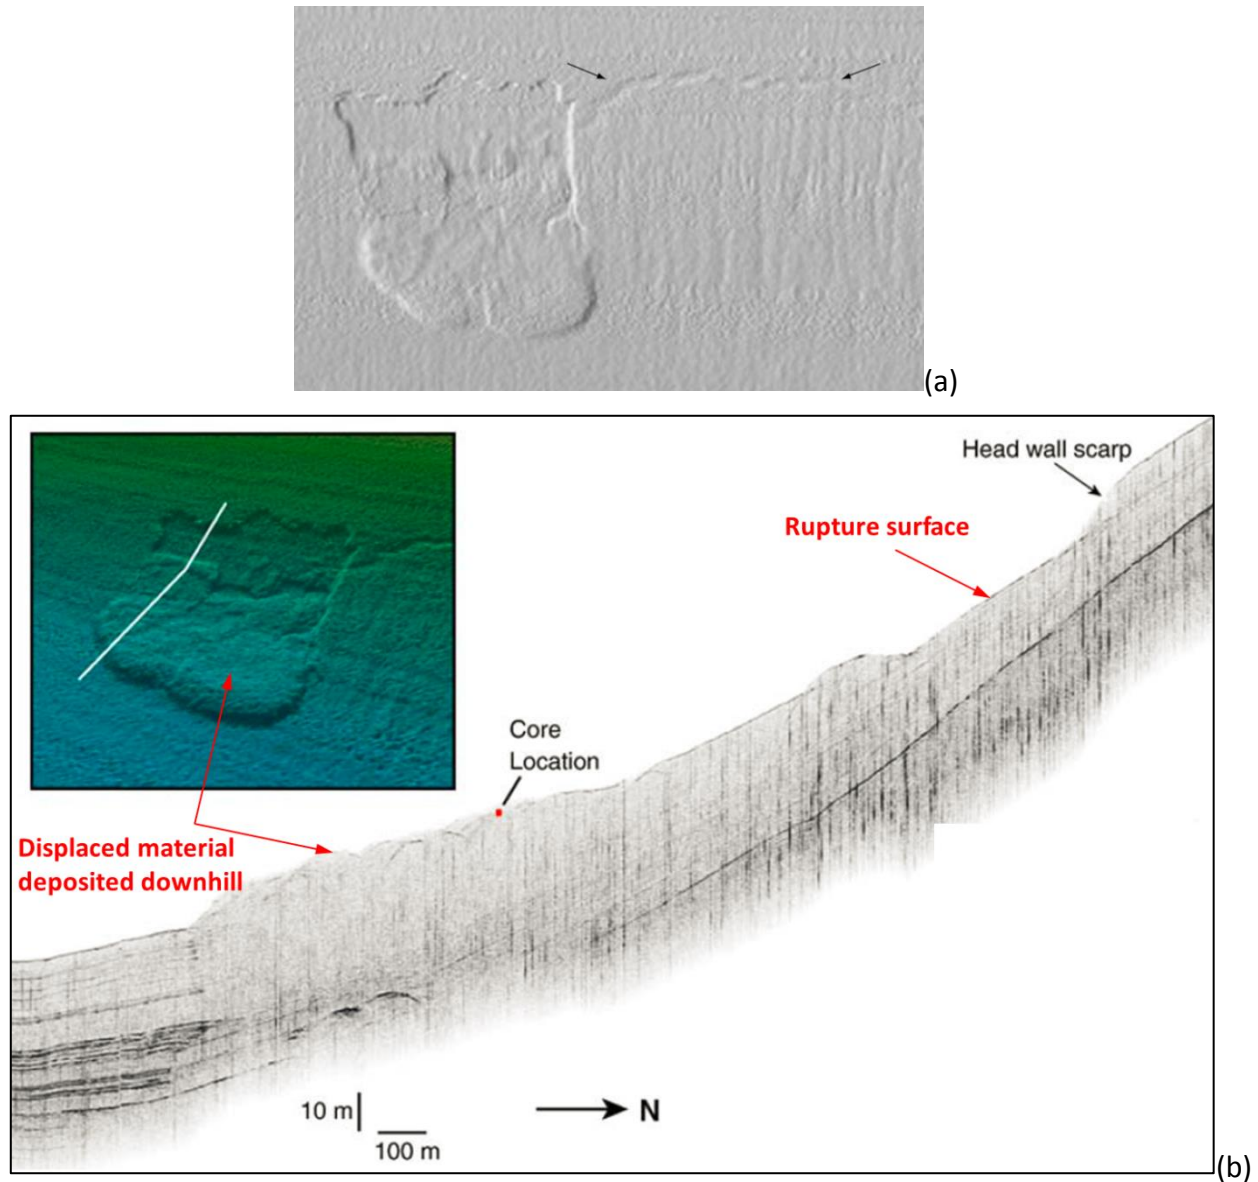 (a)
Head wall scarp
Rupture surface
Core
Location
Displaced material
deposited downhill
10 m
N
100 m
(b)